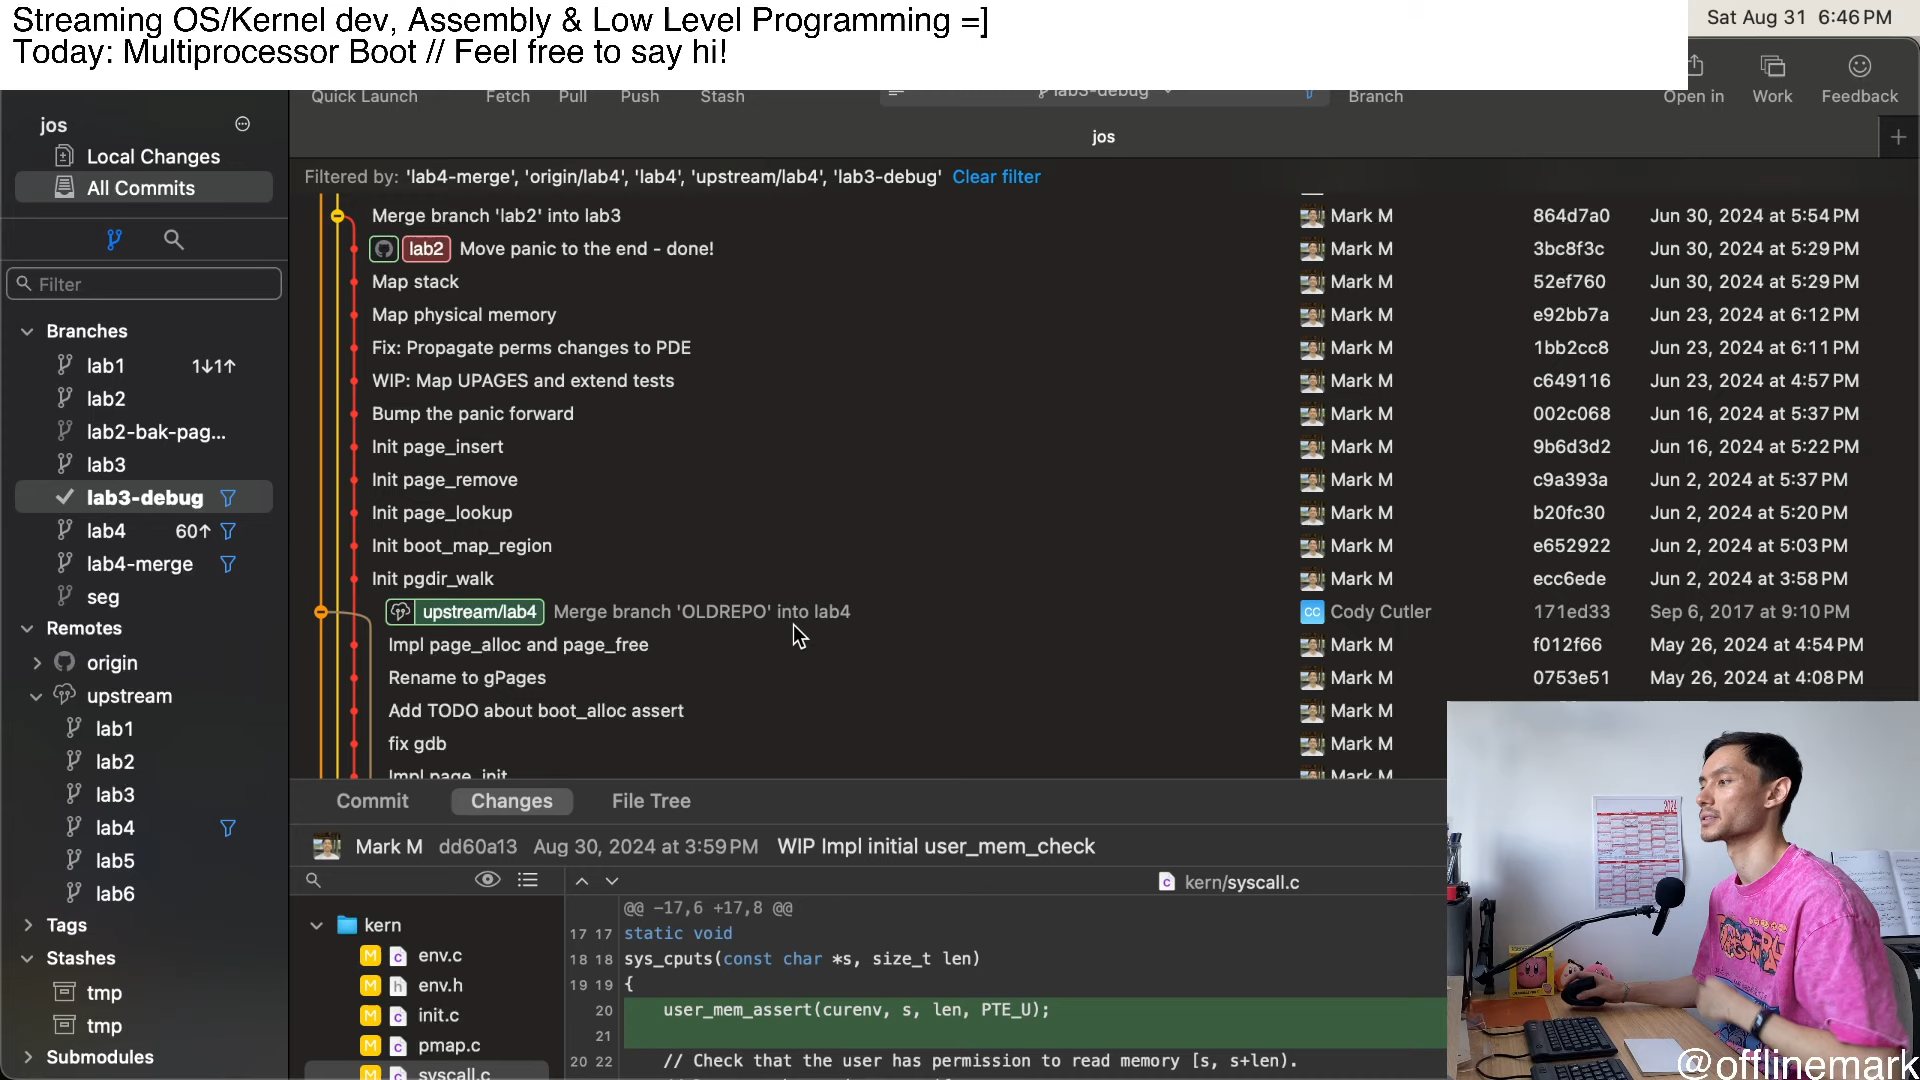 Streaming OS/Kernel dev, Assembly & Low Level Programming =]
Today: Multiprocessor Boot // Feel free to say hi!
Sat Aug 31 6:46 PM
Quick Launch Fetch Pull Push Stash lab3-debug Branch Open in Work Feedback
jos
jos
Local Changes
All Commits
Filter
Filtered by: 'lab4-merge', 'origin/lab4', 'lab4', 'upstream/lab4', 'lab3-debug' Clear filter
Branches
lab1 1↓1↑
lab2
lab2-bak-pag...
lab3
lab3-debug
lab4 60↑
lab4-merge
seg
Remotes
origin
upstream
lab1
lab2
lab3
lab4
lab5
lab6
Tags
Stashes
tmp
tmp
Submodules
Merge branch 'lab2' into lab3 Mark M 864d7a0 Jun 30, 2024 at 5:54 PM
lab2 Move panic to the end - done! Mark M 3bc8f3c Jun 30, 2024 at 5:29 PM
Map stack Mark M 52ef760 Jun 30, 2024 at 5:29 PM
Map physical memory Mark M e92bb7a Jun 23, 2024 at 6:12 PM
Fix: Propagate perms changes to PDE Mark M 1bb2cc8 Jun 23, 2024 at 6:11 PM
WIP: Map UPAGES and extend tests Mark M c649116 Jun 23, 2024 at 4:57 PM
Bump the panic forward Mark M 002c068 Jun 16, 2024 at 5:37 PM
Init page_insert Mark M 9b6d3d2 Jun 16, 2024 at 5:22 PM
Init page_remove Mark M c9a393a Jun 2, 2024 at 5:37 PM
Init page_lookup Mark M b20fc30 Jun 2, 2024 at 5:20 PM
Init boot_map_region Mark M e652922 Jun 2, 2024 at 5:03 PM
Init pgdir_walk Mark M ecc6ede Jun 2, 2024 at 3:58 PM
upstream/lab4 Merge branch 'OLDREPO' into lab4 CC Cody Cutler 171ed33 Sep 6, 2017 at 9:10 PM
Impl page_alloc and page_free Mark M f012f66 May 26, 2024 at 4:54 PM
Rename to gPages Mark M 0753e51 May 26, 2024 at 4:08 PM
Add TODO about boot_alloc assert Mark M
fix gdb Mark M
Impl page_init Mark M
Commit Changes File Tree
Mark M dd60a13 Aug 30, 2024 at 3:59 PM WIP Impl initial user_mem_check
kern/syscall.c
kern
M c env.c
M h env.h
M c init.c
M c pmap.c
M c syscall.c
@@ -17,6 +17,8 @@
17 17 static void
18 18 sys_cputs(const char *s, size_t len)
19 19 {
20 user_mem_assert(curenv, s, len, PTE_U);
21
20 22 // Check that the user has permission to read memory [s, s+len).
2024
@offlinemark